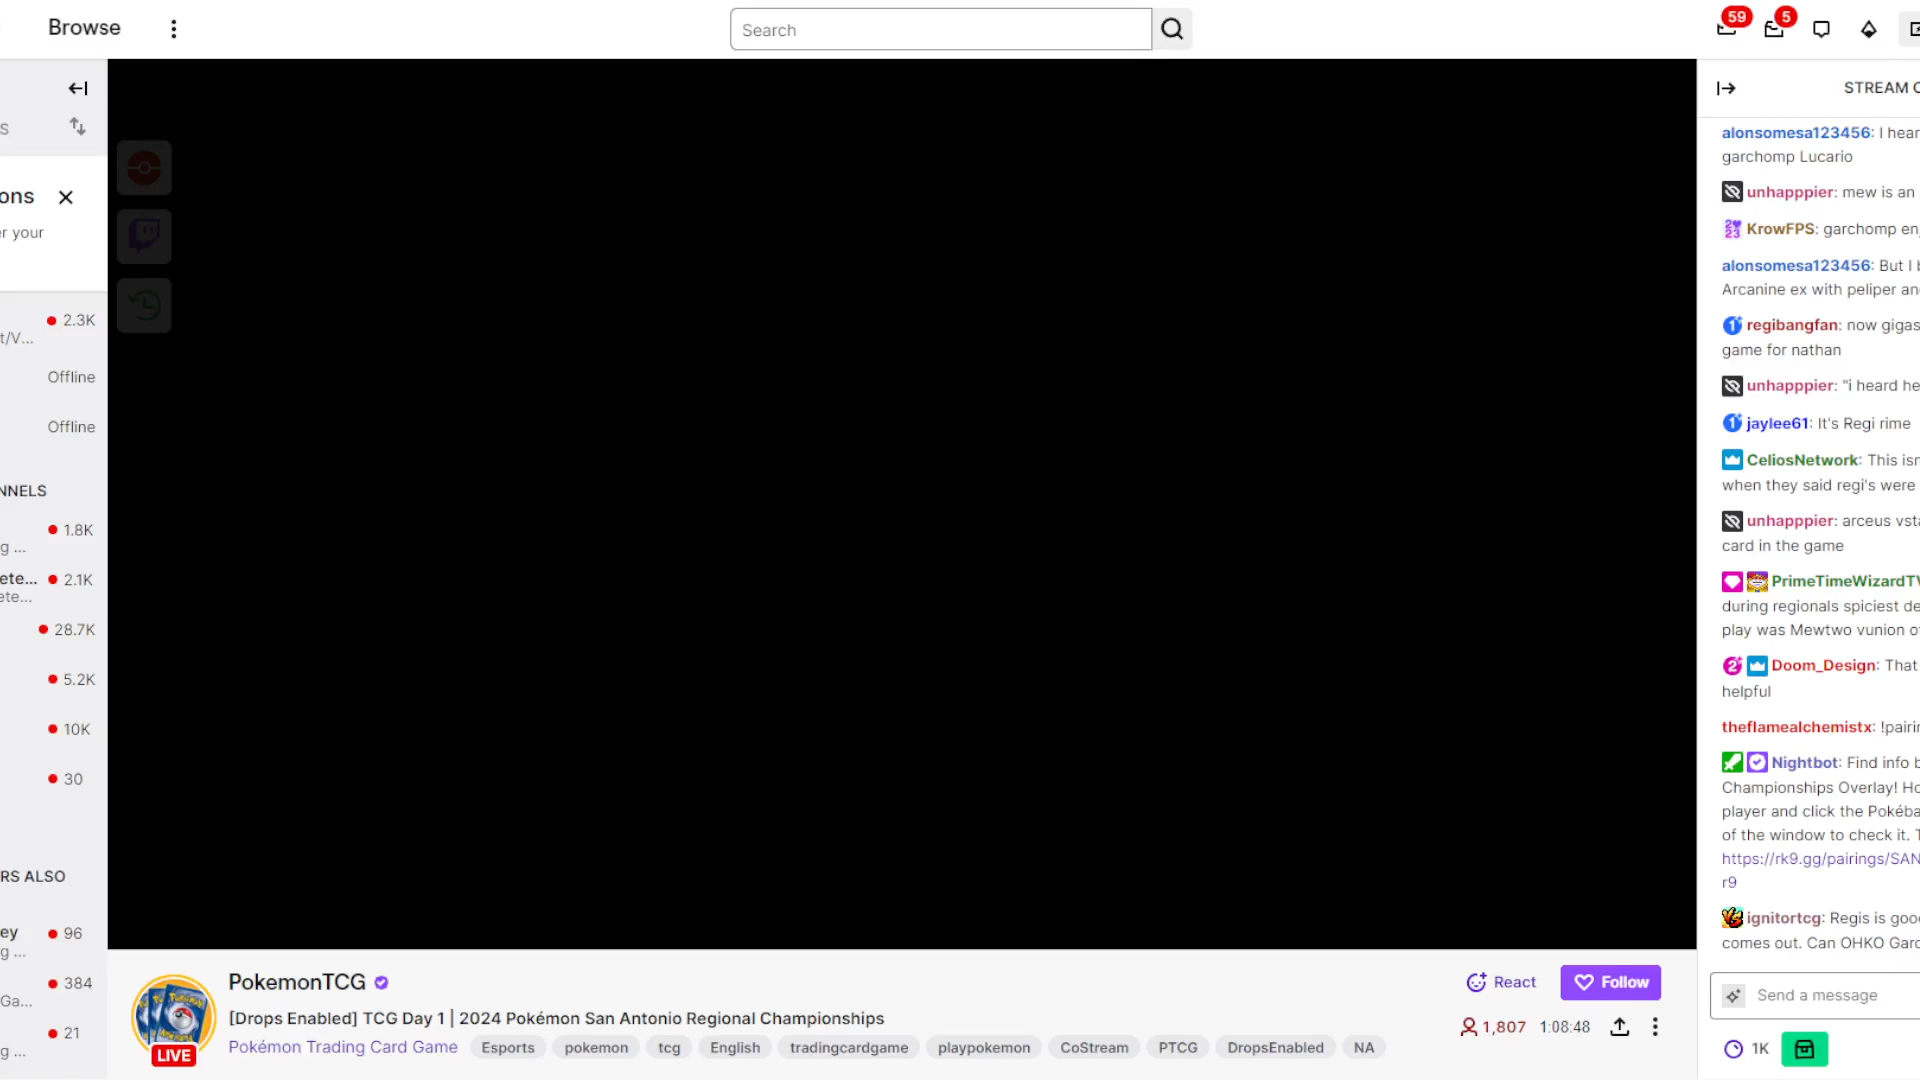 Browse
Search
59
5
S
ons
er your
2.3K
t/V...
Offline
Offline
NNELS
1.8K
g ...
ete...
2.1K
ete...
28.7K
5.2K
10K
30
RS ALSO
ey
96
g ...
384
Ga...
21
g ...
PokemonTCG
[Drops Enabled] TCG Day 1 | 2024 Pokémon San Antonio Regional Championships
Pokémon Trading Card Game
Esports
pokemon
tcg
English
tradingcardgame
playpokemon
CoStream
PTCG
DropsEnabled
NA
LIVE
React
Follow
1,807
1:08:48
STREAM C
alonsomesa123456: I hear
garchomp Lucario
unhapppier: mew is an
KrowFPS: garchomp en
alonsomesa123456: But I b
Arcanine ex with peliper an
regibangfan: now gigas
game for nathan
unhapppier: "i heard he
jaylee61: It's Regi rime
CeliosNetwork: This isn
when they said regi's were
unhapppier: arceus vsta
card in the game
PrimeTimeWizardTV
during regionals spiciest de
play was Mewtwo vunion o
Doom_Design: That
helpful
theflamealchemistx: !pairin
Nightbot: Find info b
Championships Overlay! Ho
player and click the Pokéba
of the window to check it. T
https://rk9.gg/pairings/SAN
r9
ignitortcg: Regis is good
comes out. Can OHKO Garc
Send a message
1K